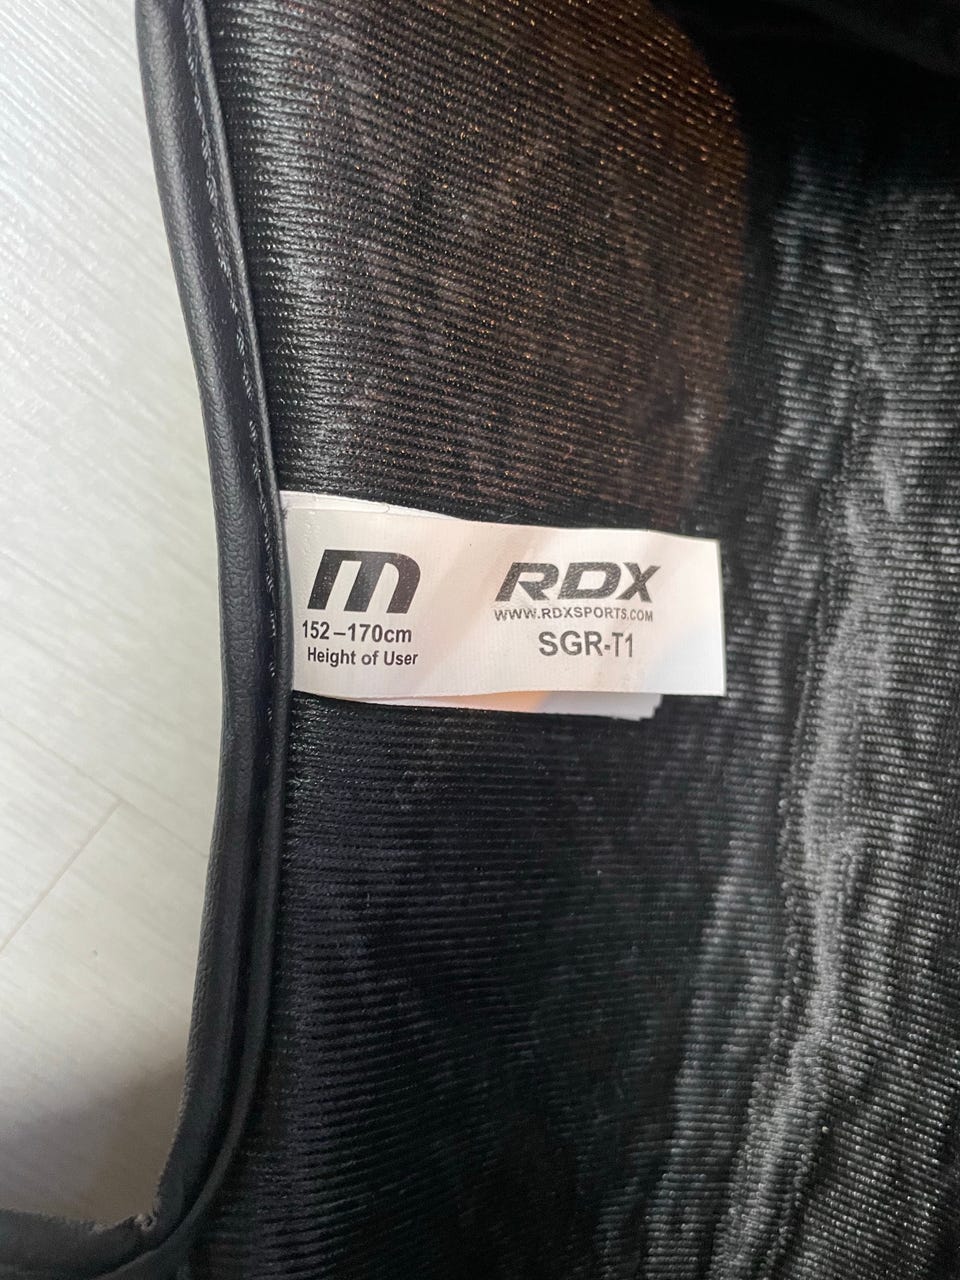 m
152–170cm
Height of User
RDX
WWW.RDXSPORTS.COM
SGR-T1